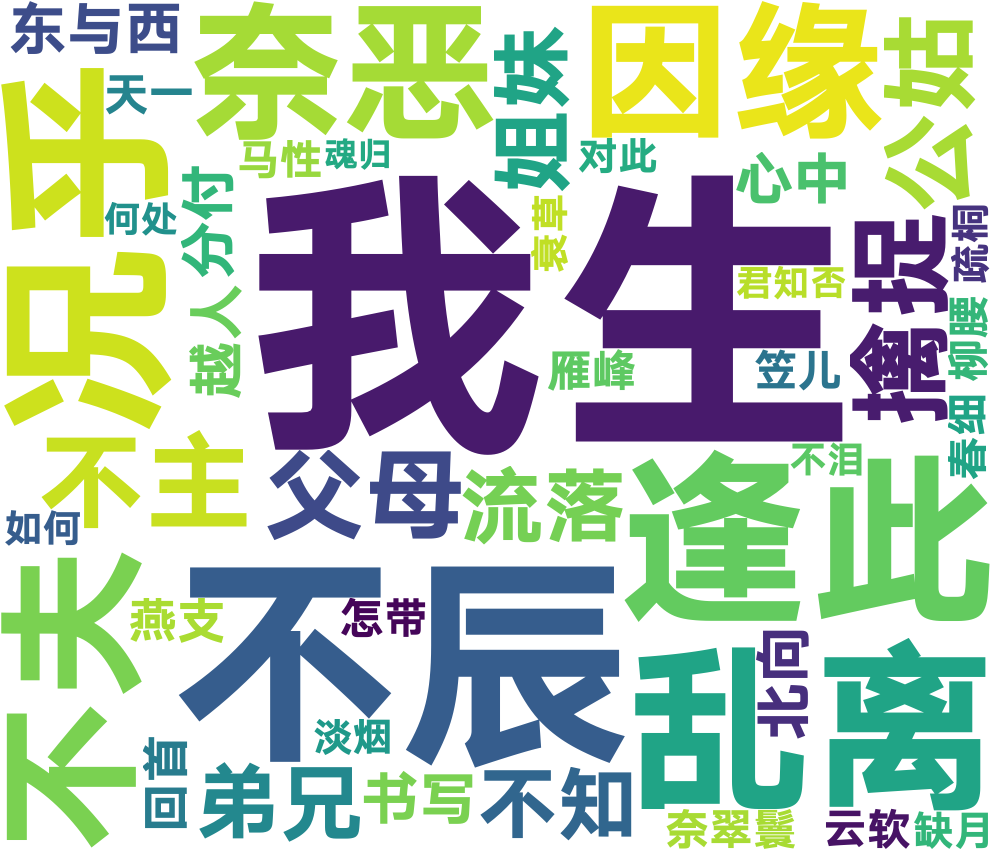 东与西
奈恶
因缘
公姑
姐妹
天一
况乎
马性
魂归
对此
心中
分付
何处
衰草
我生
擒捉
疏桐
君知否
柳腰
越人
雁峰
笠儿
春细
不主
父母
流落
不泪
逢此
如何
不夫
不辰
燕支
怎带
北向
乱离
淡烟
回首
弟兄
书写
不知
奈翠鬟
云软
缺月